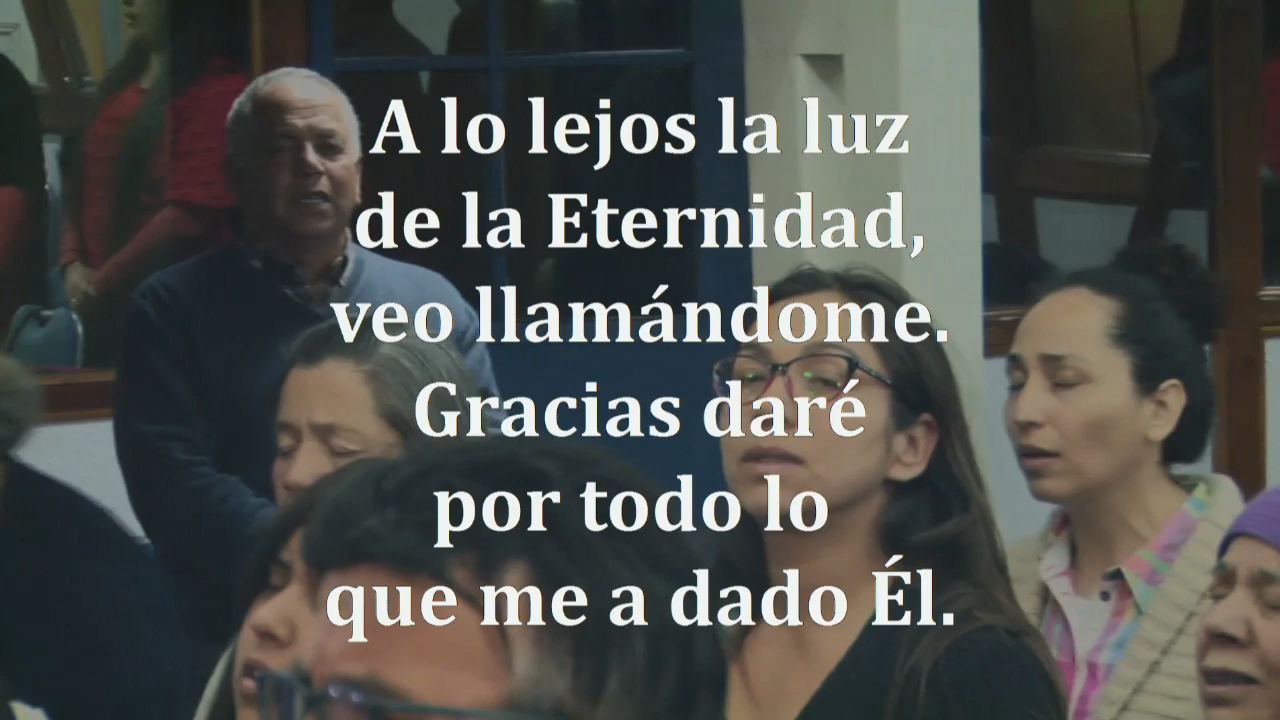 A lo lejos la luz
de la Eternidad,
veo llamándome.
Gracias daré
por todo lo
que me a dado Él.